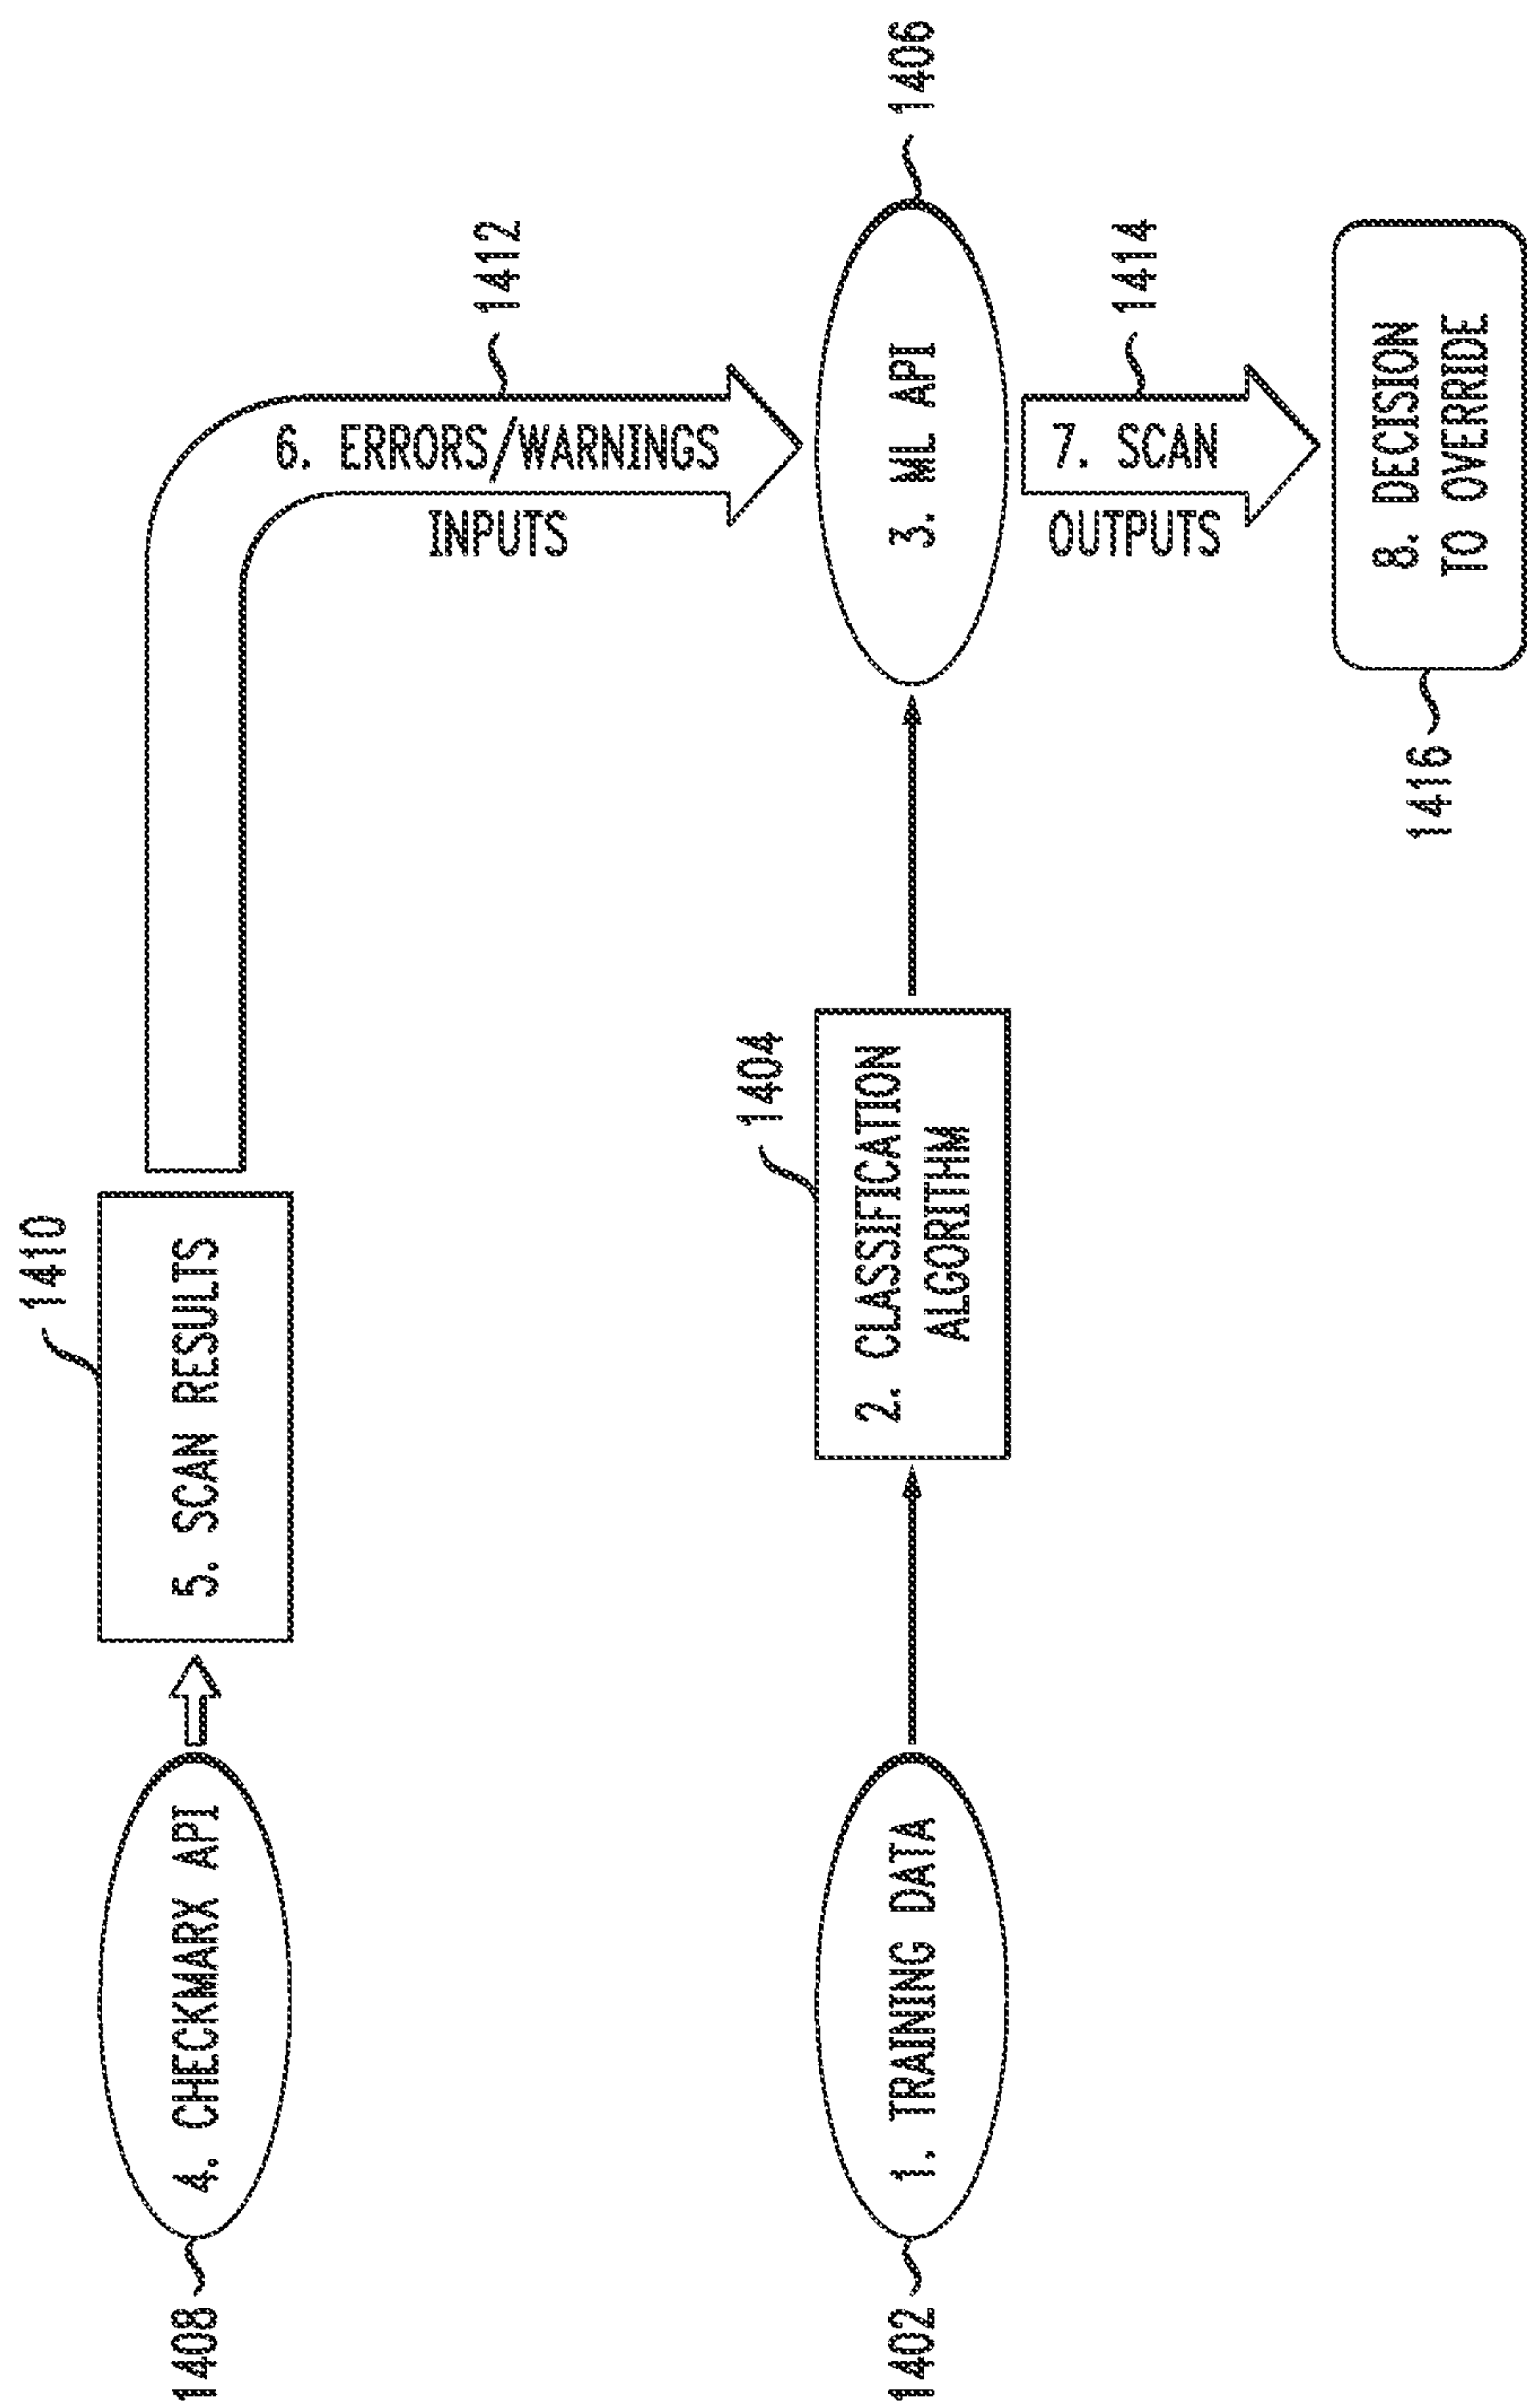 1408
4. CHECKMARX API
1410
5. SCAN RESULTS
6. ERRORS/WARNINGS
INPUTS
1412
1402
1. TRAINING DATA
1404
2. CLASSIFICATION
ALGORITHM
3. ML API
1406
7. SCAN
OUTPUTS
1414
1416
8. DECISION
TO OVERRIDE